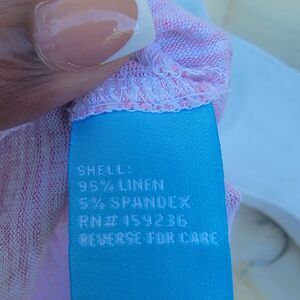 SHELL:
95% LINEN
5% SPANDEX
RN# 159236
REVERSE FOR CARE